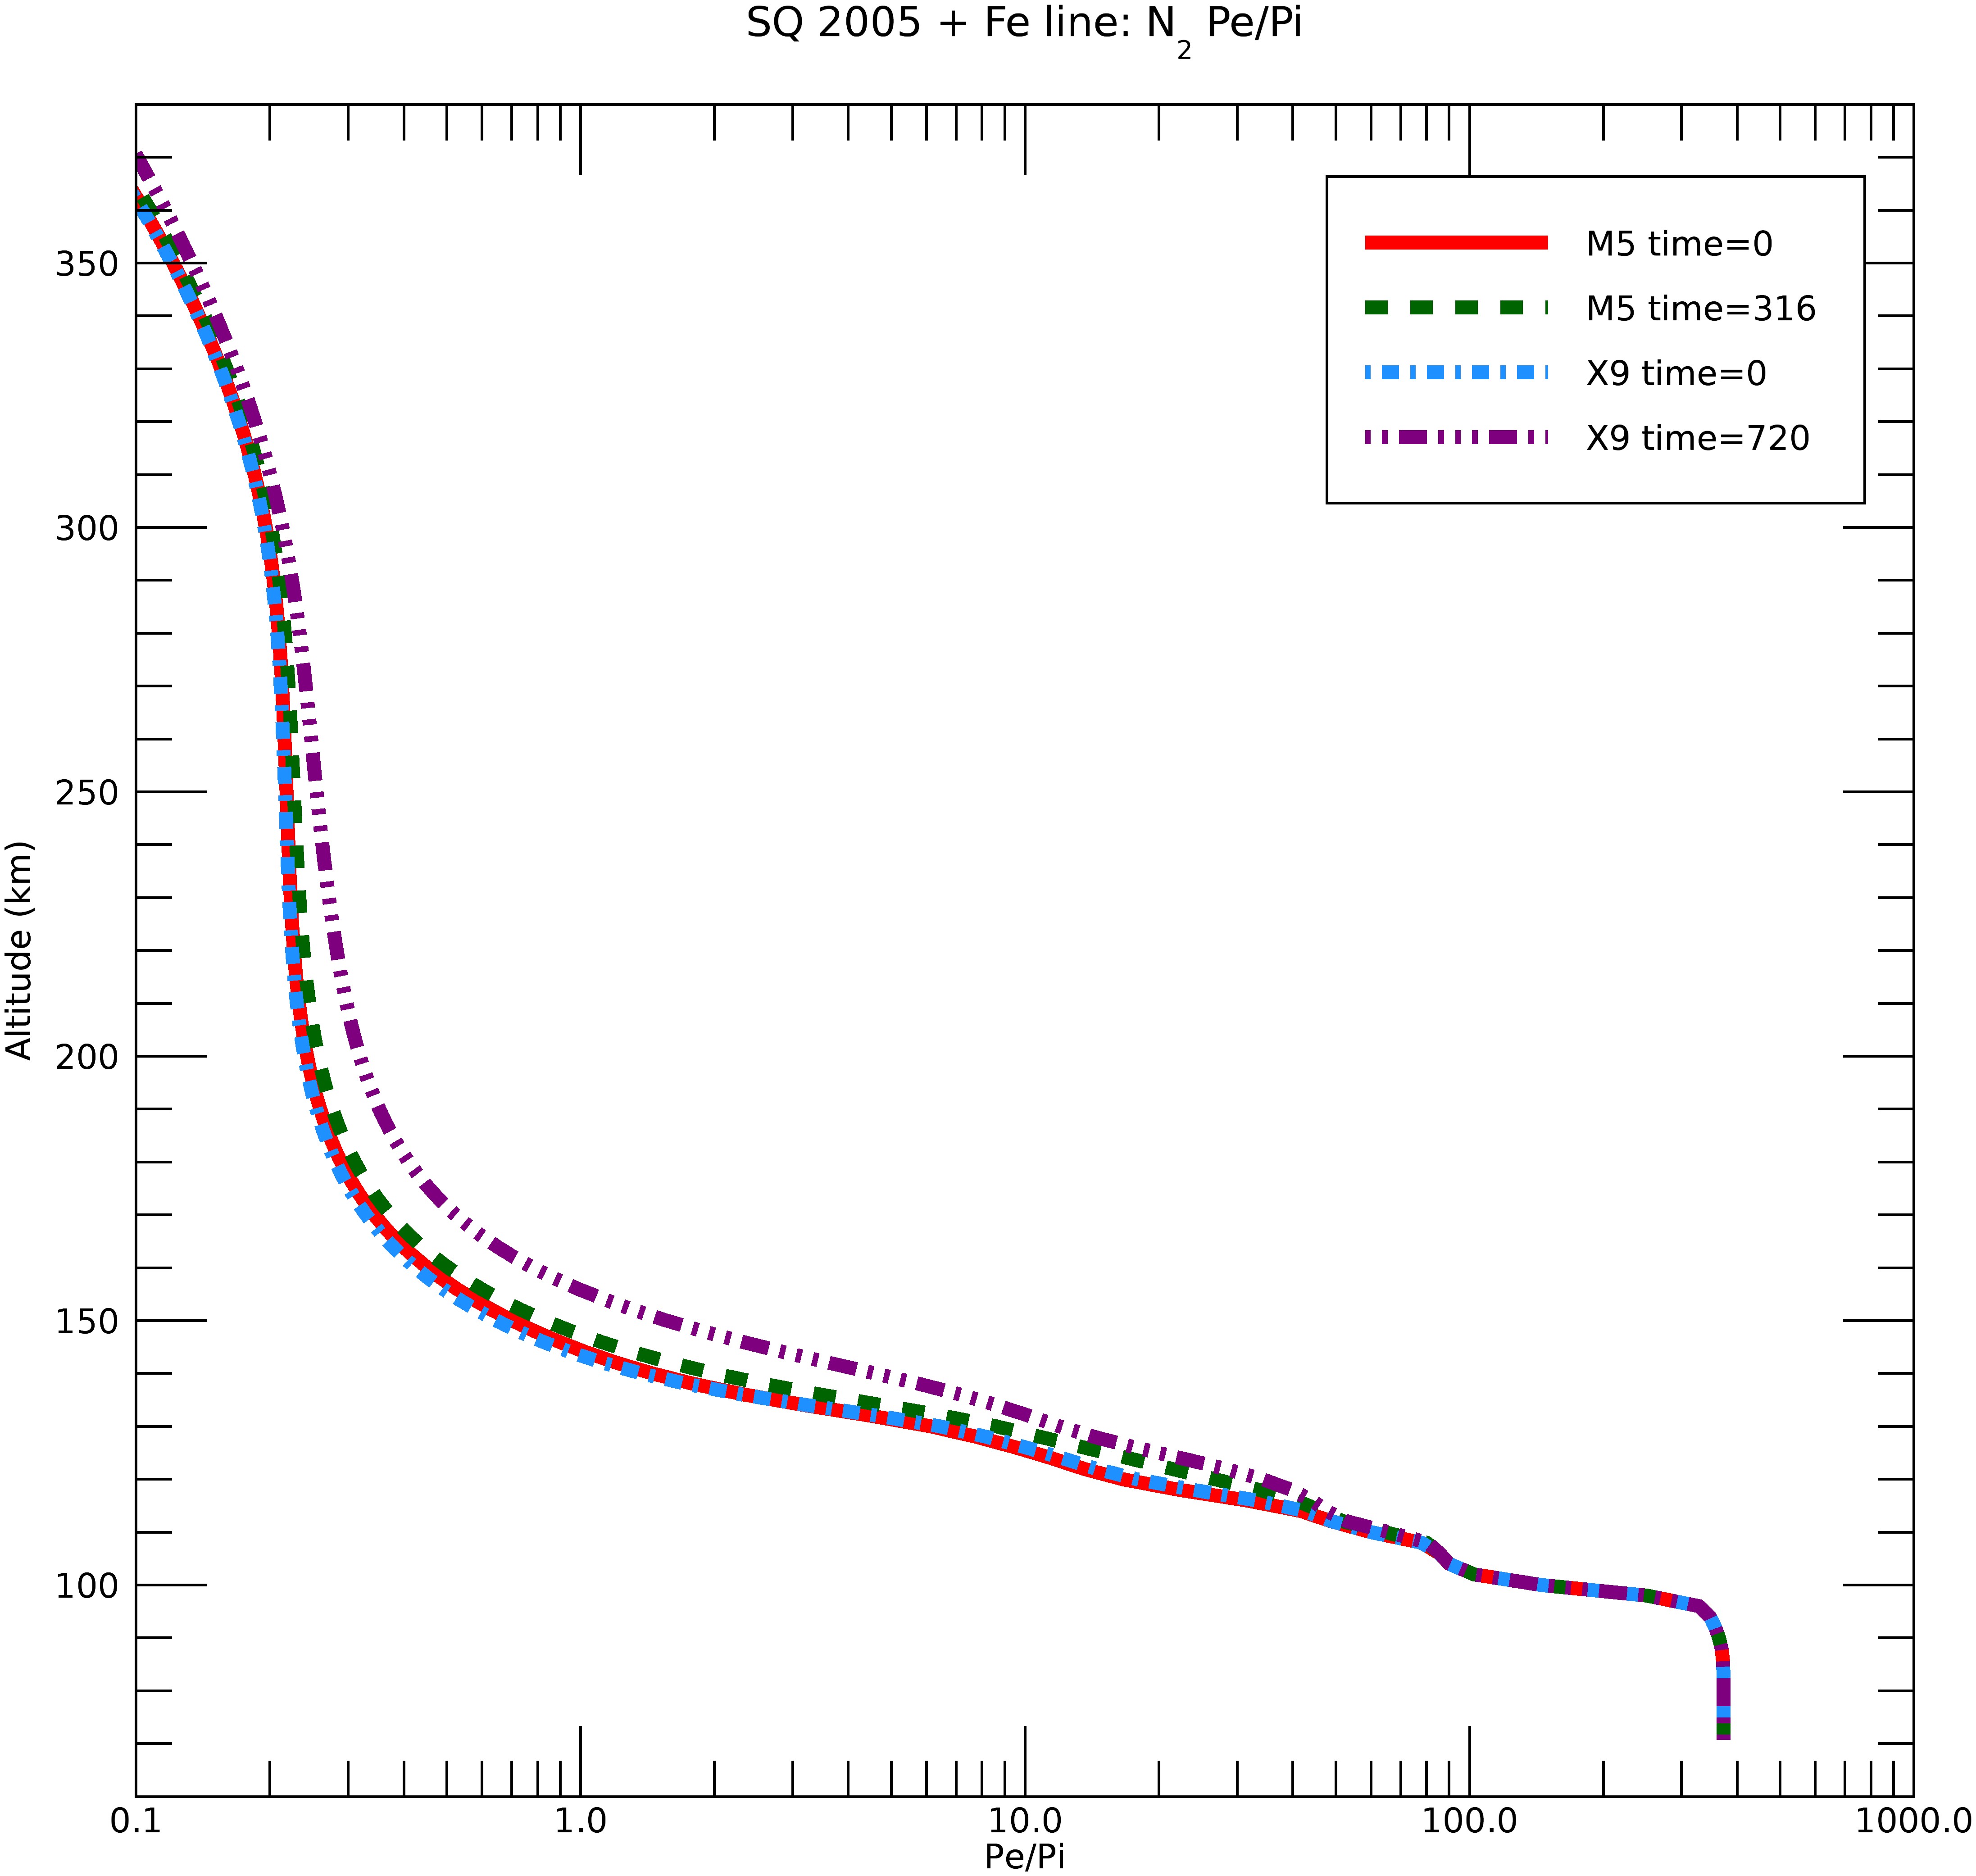 SQ 2005 + Fe line: N₂ Pe/Pi
M5 time=0
M5 time=316
X9 time=0
X9 time=720
Altitude (km)
350
300
250
200
150
100
0.1 1.0 10.0 100.0 1000.0
Pe/Pi